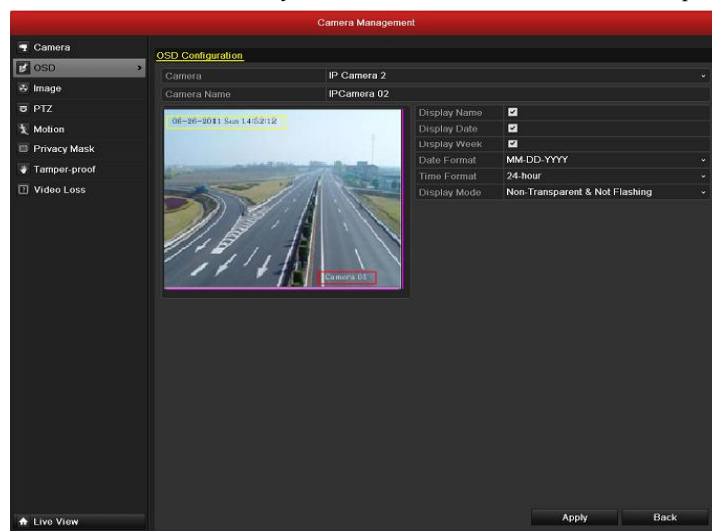 Camera Management
Camera
OSD
Image
PTZ
Motion
Privacy Mask
Tamper-proof
Video Loss
Live View
OSD Configuration
Camera IP Camera 2
Camera Name IPCamera 02
06-26-2011 Sun 14:52:12
Camera 01
Display Name
Display Date
Display Week
Date Format MM-DD-YYYY
Time Format 24-hour
Display Mode Non-Transparent & Not Flashing
Apply Back